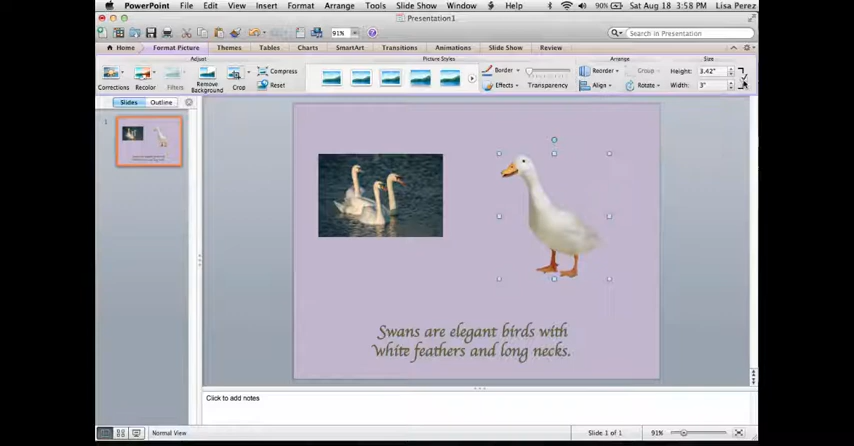 PowerPoint File Edit View Insert Format Arrange Tools Slide Show Window Help 90% Sat Aug 18 3:58 PM Lisa Perez
Presentation1
91% Search in Presentation
Home Format Picture Themes Tables Charts SmartArt Transitions Animations Slide Show Review
Adjust Picture Styles Arrange Size
Corrections Recolor Filters Remove Background Crop Compress Reset Border Effects Transparency Reorder Align Group Rotate Height: 3.42" Width: 3"
Slides Outline
1
Swans are elegant birds with
white feathers and long necks.
Click to add notes
Normal View Slide 1 of 1 91%